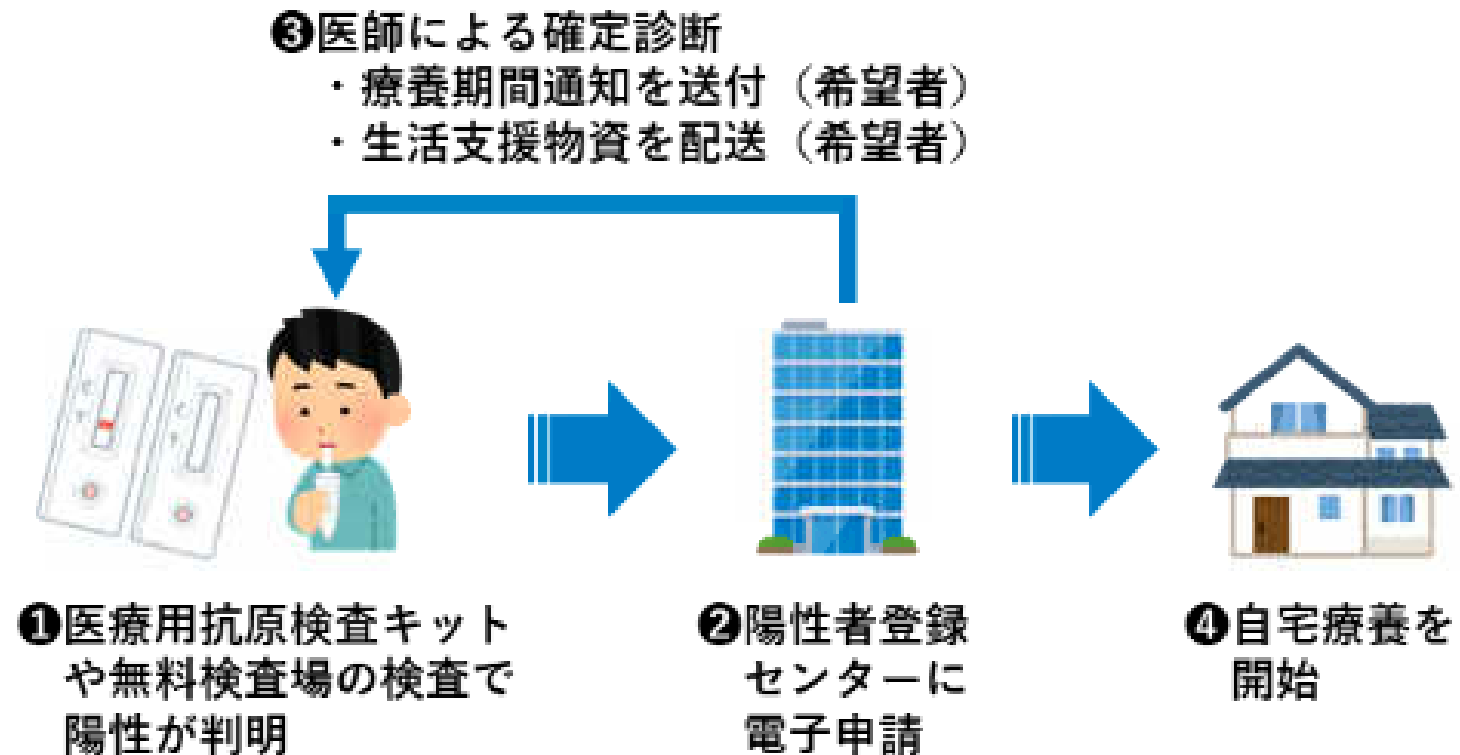 ❸医師による確定診断
・療養期間通知を送付（希望者）
・生活支援物資を配送（希望者）
❶医療用抗原検査キット
や無料検査場の検査で
陽性が判明
❷陽性者登録
センターに
電子申請
❹自宅療養を
開始